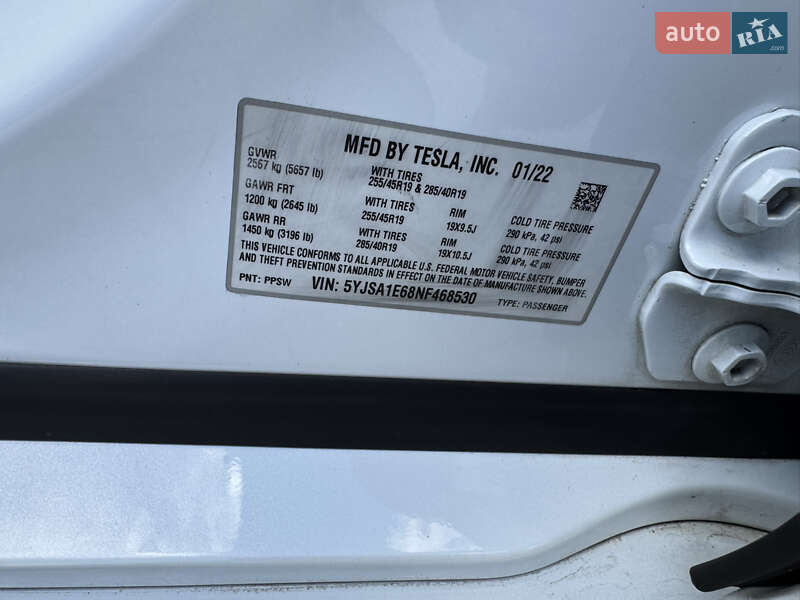 auto RIA .com
MFD BY TESLA, INC. 01/22
GVWR
2567 kg (5657 lb)
WITH TIRES
255/45R19 & 285/40R19
GAWR FRT
1200 kg (2645 lb)
WITH TIRES
255/45R19
RIM
19X9.5J
COLD TIRE PRESSURE
290 kPa, 42 psi
GAWR RR
1450 kg (3196 lb)
WITH TIRES
285/40R19
RIM
19X10.5J
COLD TIRE PRESSURE
290 kPa, 42 psi
THIS VEHICLE CONFORMS TO ALL APPLICABLE U.S. FEDERAL MOTOR VEHICLE SAFETY, BUMPER,
AND THEFT PREVENTION STANDARDS IN EFFECT ON THE DATE OF MANUFACTURE SHOWN ABOVE.
PNT: PPSW VIN: 5YJSA1E68NF468530 TYPE: PASSENGER